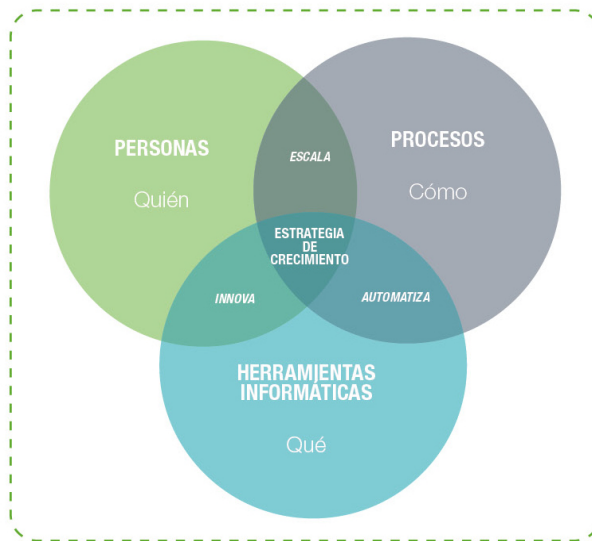 PERSONAS
Quién
PROCESOS
Cómo
ESCALA
ESTRATEGIA
DE
CRECIMIENTO
INNOVA
AUTOMATIZA
HERRAMIENTAS
INFORMÁTICAS
Qué